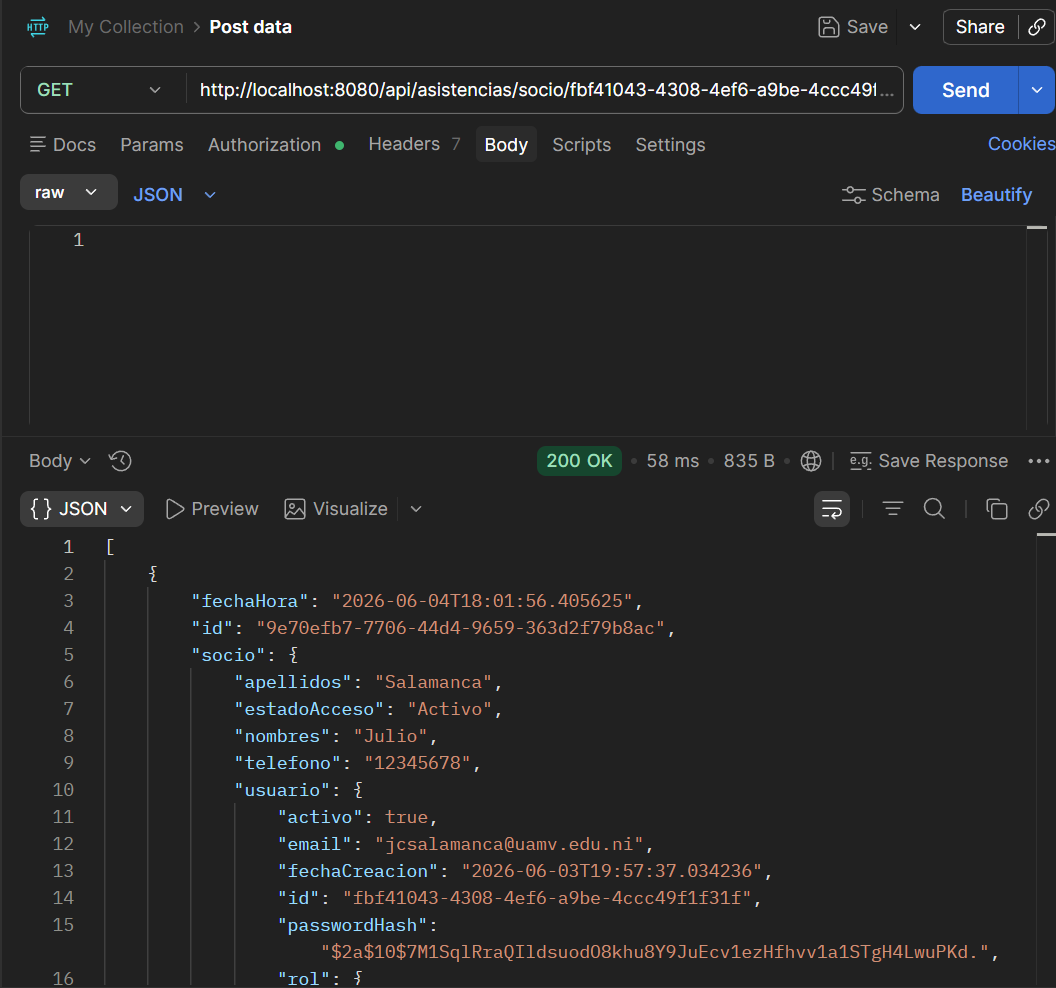 HTTP My Collection > Post data Save Share
GET http://localhost:8080/api/asistencias/socio/fbf41043-4308-4ef6-a9be-4ccc49f ... Send
Docs Params Authorization Headers 7 Body Scripts Settings Cookies
raw JSON Schema Beautify
1
Body 200 OK • 58 ms • 835 B • e.g. Save Response
{} JSON Preview Visualize
1 [
2 {
3 "fechaHora": "2026-06-04T18:01:56.405625",
4 "id": "9e70efb7-7706-44d4-9659-363d2f79b8ac",
5 "socio": {
6 "apellidos": "Salamanca",
7 "estadoAcceso": "Activo",
8 "nombres": "Julio",
9 "telefono": "12345678",
10 "usuario": {
11 "activo": true,
12 "email": "jcsalamanca@uamv.edu.ni",
13 "fechaCreacion": "2026-06-03T19:57:37.034236",
14 "id": "fbf41043-4308-4ef6-a9be-4ccc49f1f31f",
15 "passwordHash":
"$2a$10$7M1SqlRraQIldsuodO8khu8Y9JuEcv1ezHfhvv1a1STgH4LwuPKd.",
16 "rol": {